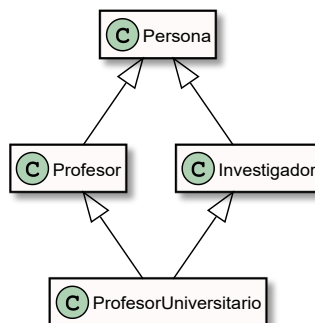 C Persona
C Profesor
C Investigador
C ProfesorUniversitario